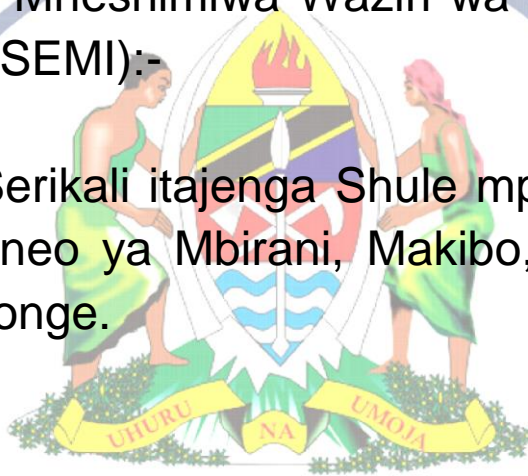 Mheshimiwa Waziri wa
SEMI):-
Serikali itajenga Shule mp
neo ya Mbirani, Makibo,
onge.
UHURU NA UMOJA